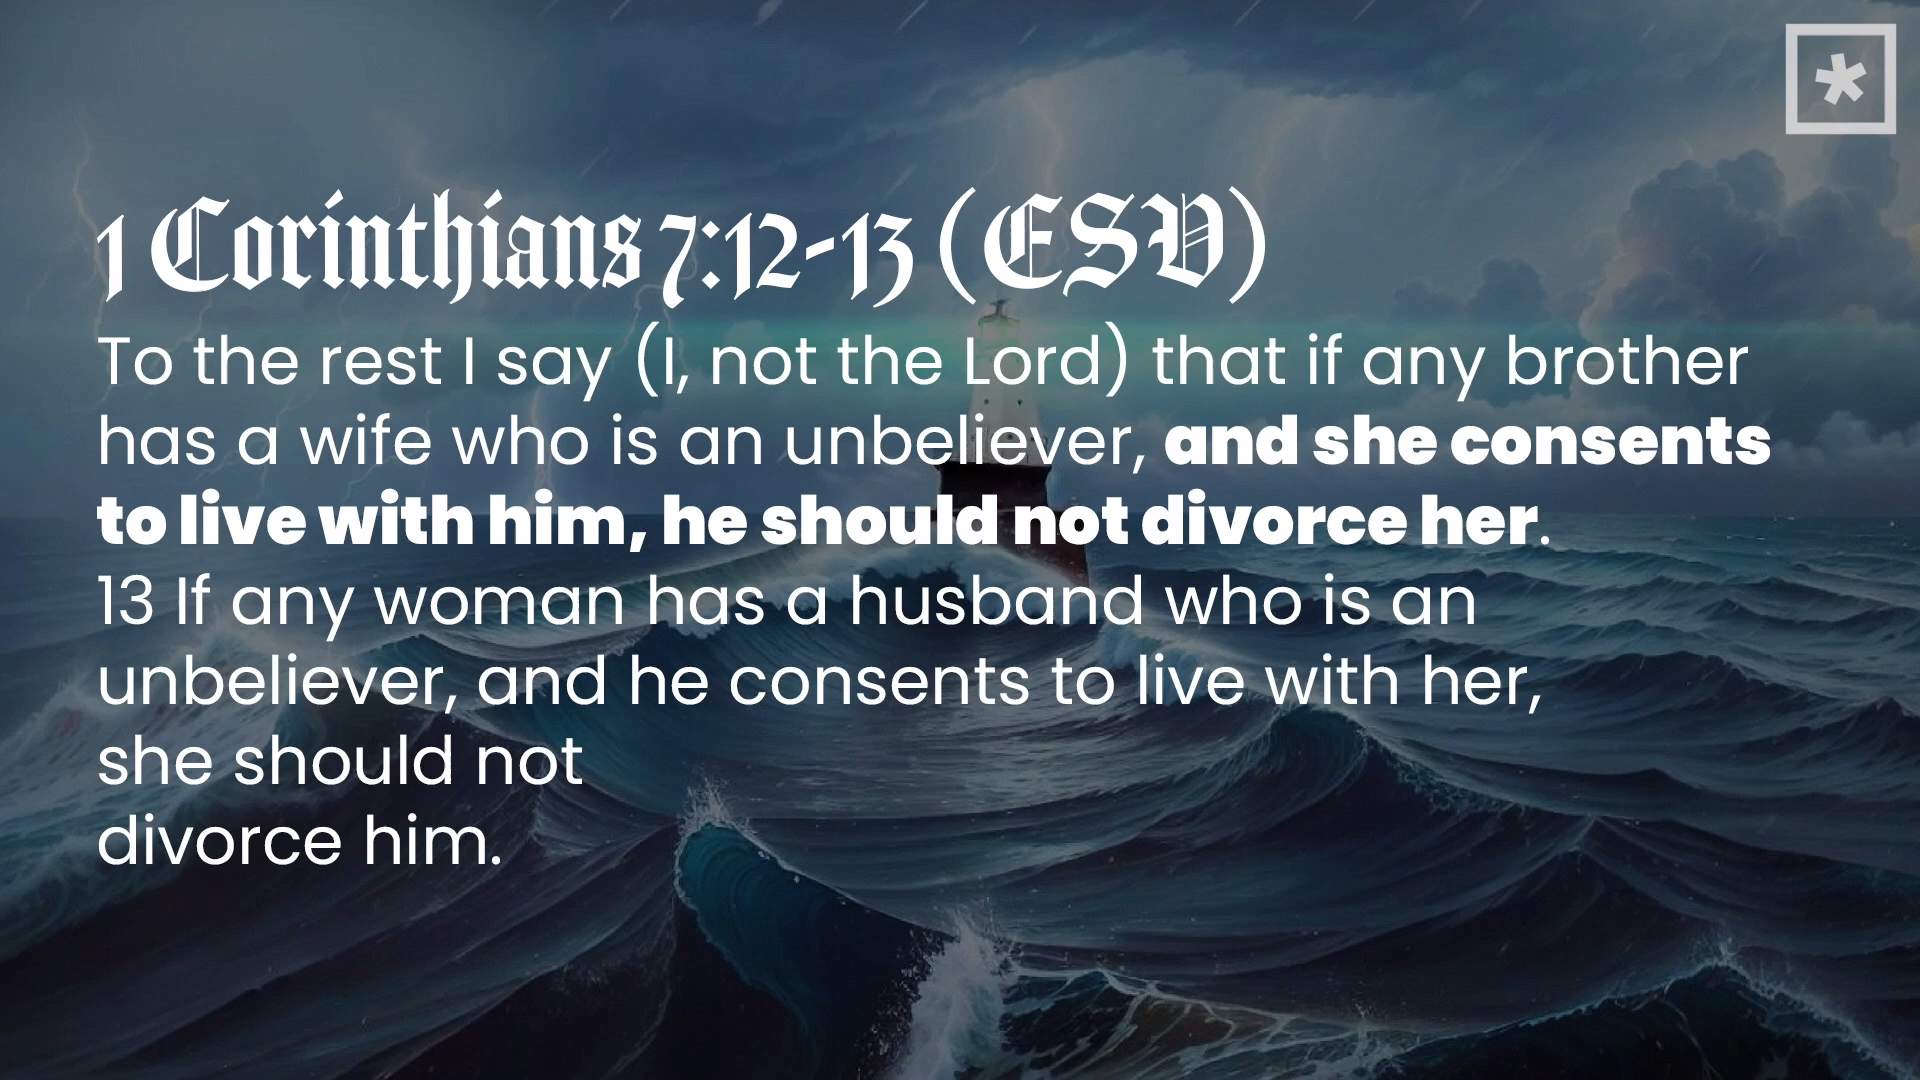 1 Corinthians 7:12-13 (ESV)
To the rest I say (I, not the Lord) that if any brother
has a wife who is an unbeliever, and she consents
to live with him, he should not divorce her.
13 If any woman has a husband who is an
unbeliever, and he consents to live with her,
she should not
divorce him.